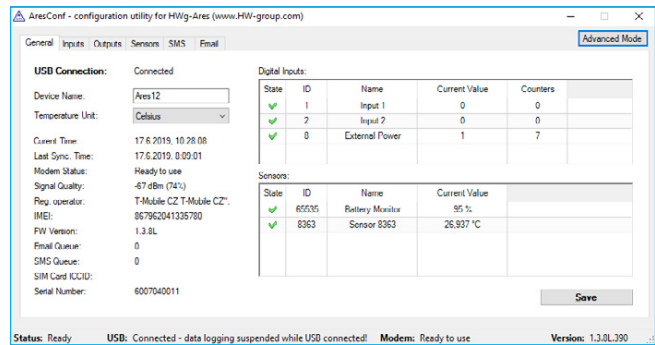 AresConf - configuration utility for HWg-Ares (www.HW-group.com)
General Inputs Outputs Sensors SMS Email
Advanced Mode
USB Connection: Connected
Device Name: Ares12
Temperature Unit: Celsius
Curent Time: 17.6.2019, 10:28:08
Last Sync. Time: 17.6.2019, 8:09:01
Modem Status: Ready to use
Signal Quality: -67 dBm (74%)
Reg. operator: T-Mobile CZ T-Mobile CZ".
IMEI: 867962041335780
FW Version: 1.3.8L
Email Queue: 0
SMS Queue: 0
SIM Card ICCID:
Serial Number: 6007040011
Digital Inputs:
State ID Name Current Value Counters
1 Input 1 0 0
2 Input 2 0 0
8 External Power 1 7
Sensors:
State ID Name Current Value
65535 Battery Monitor 95 %
8363 Sensor 8363 26,937 °C
Save
Status: Ready USB: Connected - data logging suspended while USB connected! Modem: Ready to use Version: 1.3.8L.390